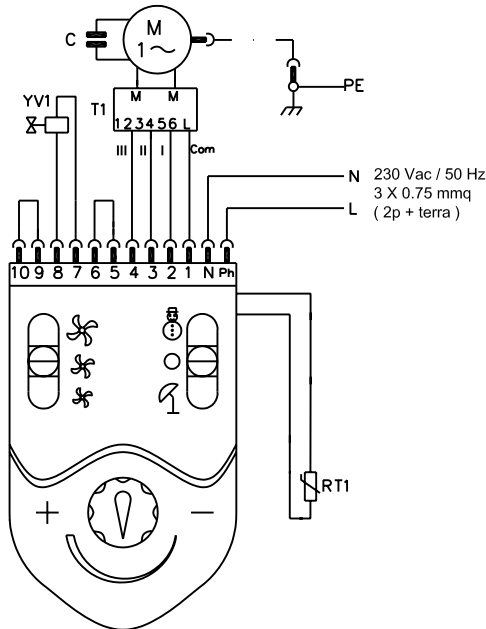 C
M
1~
YV1
T1
M M
1 2 3 4 5 6 L
III II I Com
PE
N
L
230 Vac / 50 Hz
3 X 0.75 mmq
( 2p + terra )
10 9 8 7 6 5 4 3 2 1 N Ph
+ −
RT1